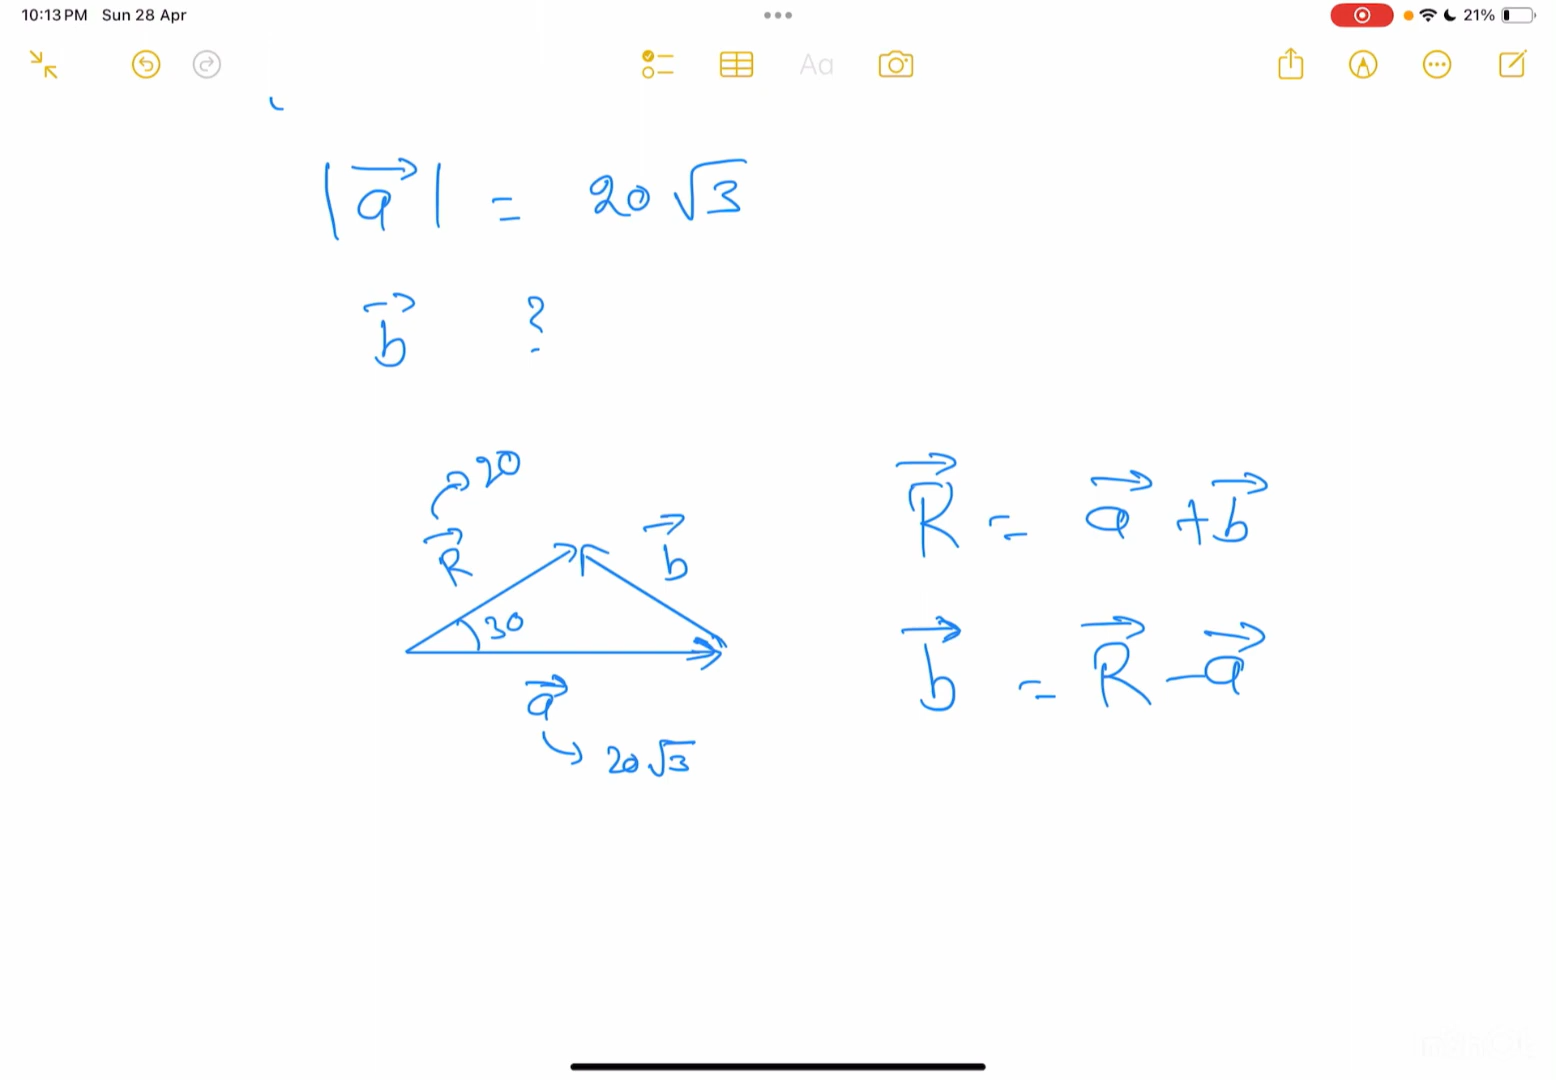 10:13 PM Sun 28 Apr
21%
Aa
|a⃗| = 20√3
b⃗ ?
20
R⃗
b⃗
30
a⃗
20√3
R⃗ = a⃗ + b⃗
b⃗ = R⃗ - a⃗